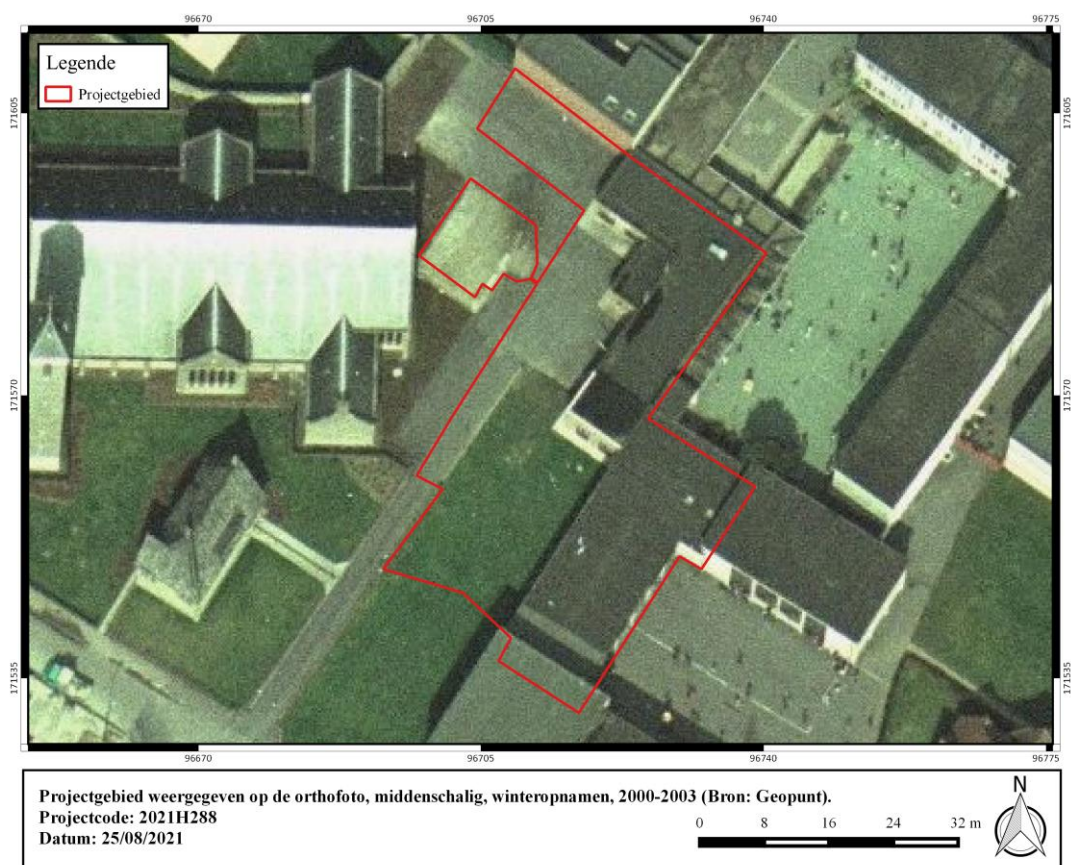 96670 96705 96740 96775
Legende
Projectgebied
171605 171605
171570 171570
171535 171535
96670 96705 96740 96775
Projectgebied weergegeven op de orthofoto, middenschalig, winteropnamen, 2000-2003 (Bron: Geopunt).
Projectcode: 2021H288
Datum: 25/08/2021
N
0 8 16 24 32 m